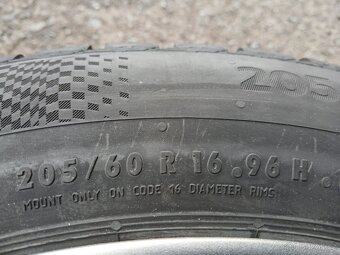 205
205/60 R 16 .96 H
MOUNT ONLY ON CODE 16 DIAMETER RIMS